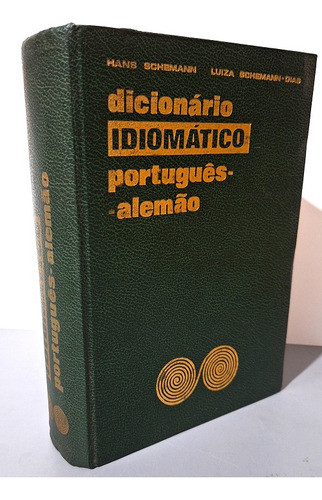 HANS SCHEMANN LUIZA SCHEMANN-DIAS
dicionário
IDIOMÁTICO
português-
-alemão
português-alemão